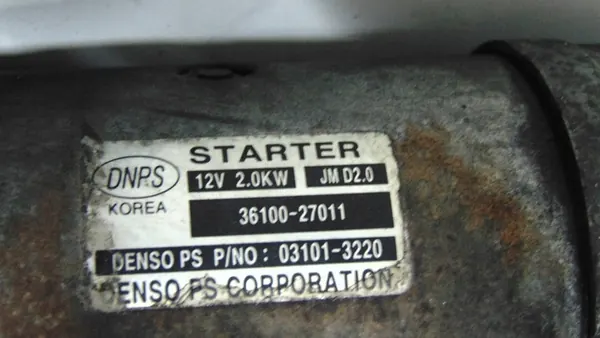 STARTER
DNPS 12V 2.0KW JM D2.0
KOREA 36100-27011
DENSO PS P/NO : 03101-3220
DENSO PS CORPORATION